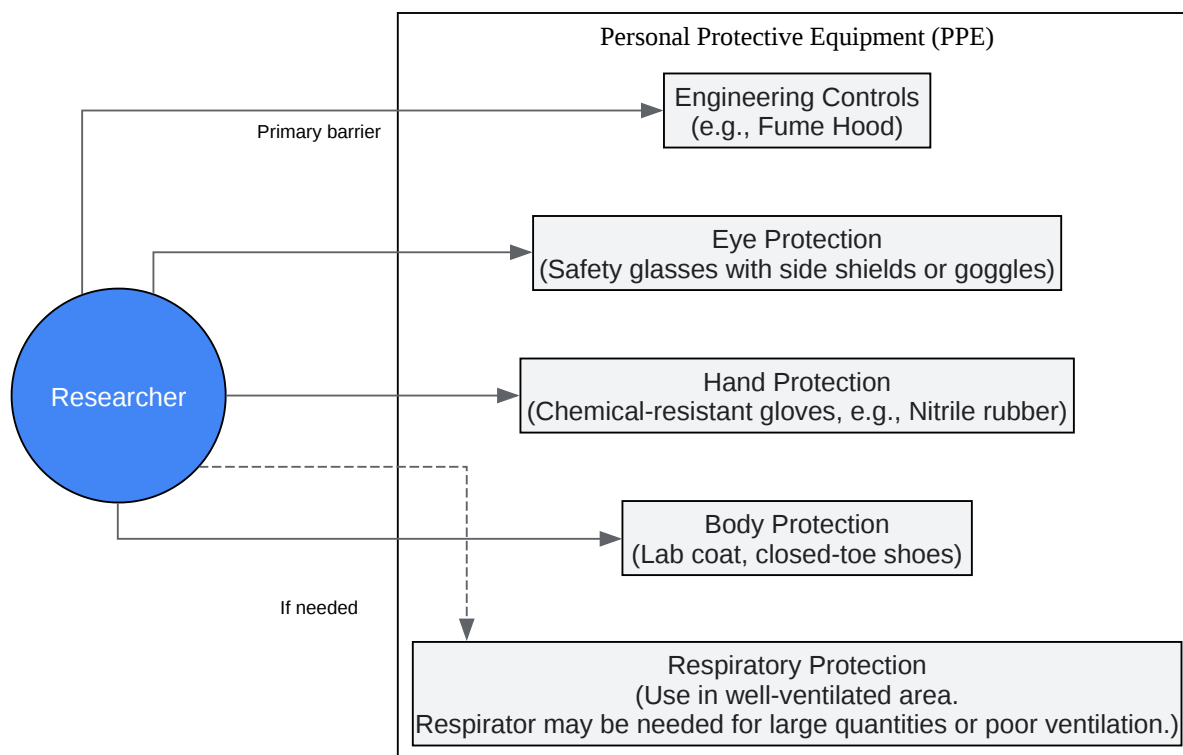 Personal Protective Equipment (PPE)
Engineering Controls
(e.g., Fume Hood)
Primary barrier
Eye Protection
(Safety glasses with side shields or goggles)
Researcher
Hand Protection
(Chemical-resistant gloves, e.g., Nitrile rubber)
Body Protection
(Lab coat, closed-toe shoes)
If needed
Respiratory Protection
(Use in well-ventilated area.
Respirator may be needed for large quantities or poor ventilation.)